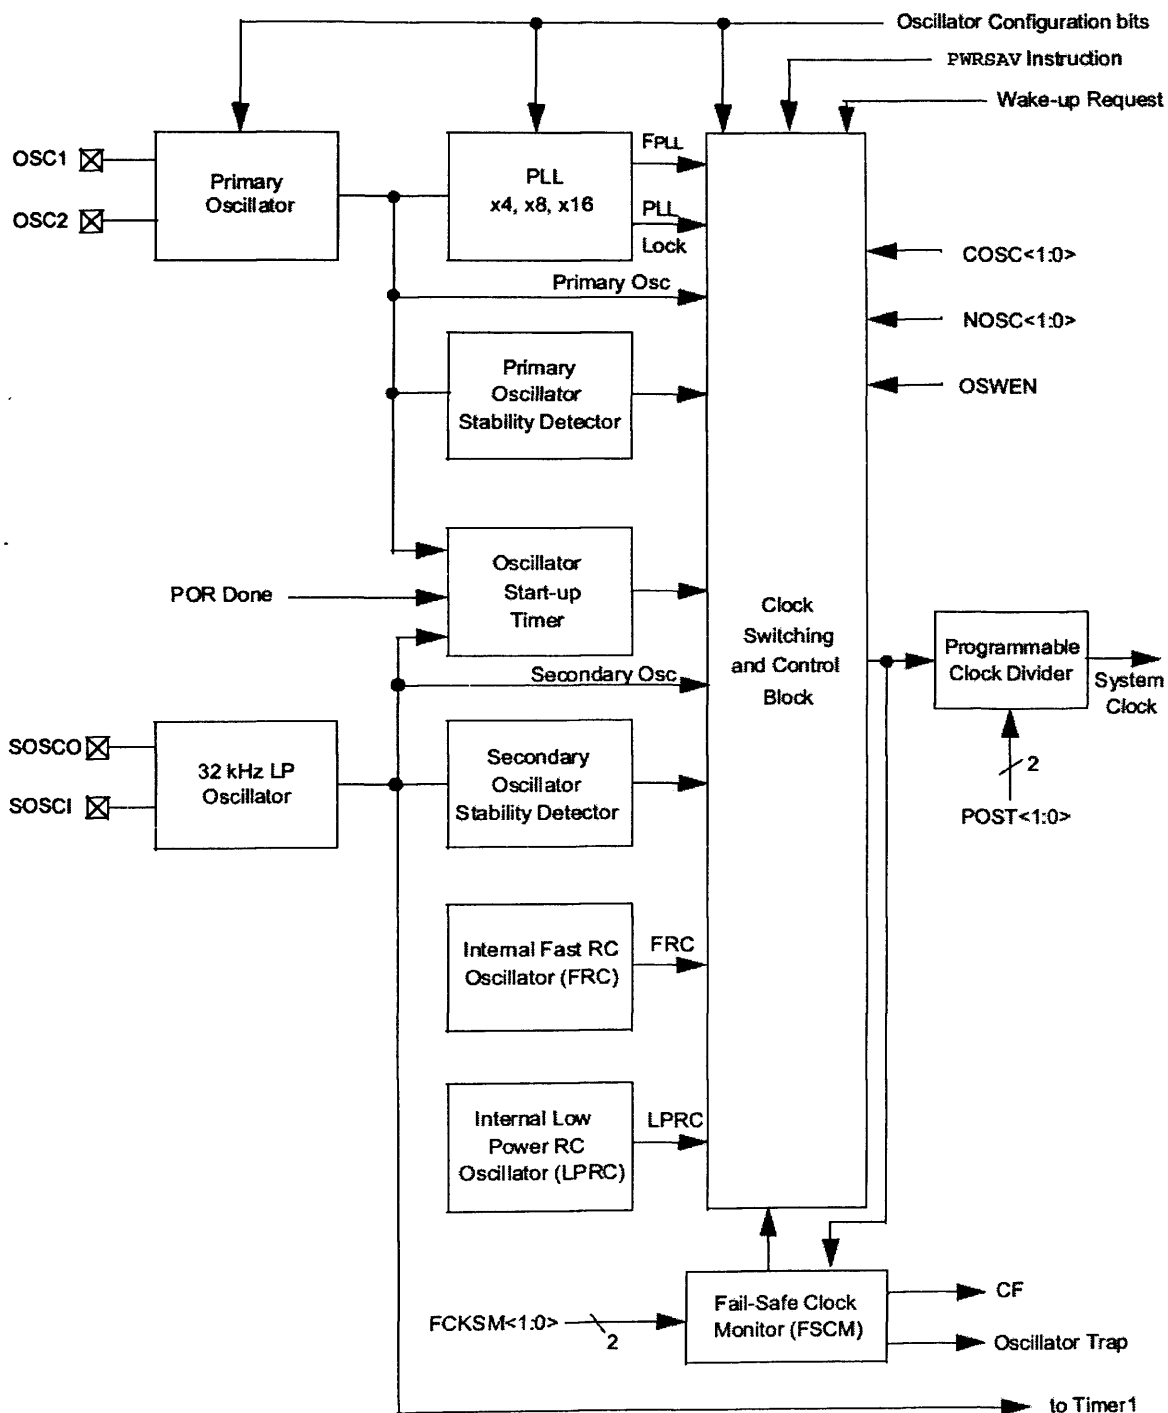 Oscillator Configuration bits
PWRSAV Instruction
Wake-up Request
OSC1
OSC2
Primary
Oscillator
PLL
x4, x8, x16
FPLL
PLL
Lock
COSC<1:0>
Primary Osc
NOSC<1:0>
Primary
Oscillator
Stability Detector
OSWEN
Oscillator
Start-up
Timer
POR Done
Clock
Switching
and Control
Block
Programmable
Clock Divider
System
Clock
Secondary Osc
SOSCO
SOSCI
32 kHz LP
Oscillator
Secondary
Oscillator
Stability Detector
2
POST<1:0>
Internal Fast RC
Oscillator (FRC)
FRC
Internal Low
Power RC
Oscillator (LPRC)
LPRC
FCKSM<1:0>
2
Fail-Safe Clock
Monitor (FSCM)
CF
Oscillator Trap
to Timer1